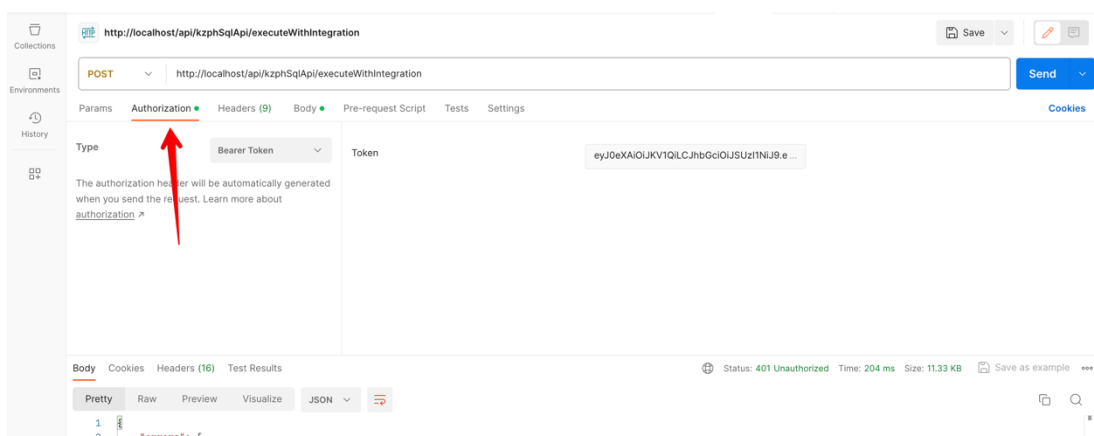 HTTP http://localhost/api/kzphSqlApi/executeWithIntegration
Save
Collections
POST http://localhost/api/kzphSqlApi/executeWithIntegration Send
Environments
Params Authorization Headers (9) Body Pre-request Script Tests Settings Cookies
History
Type Bearer Token Token eyJ0eXAiOiJKV1QiLCJhbGciOiJSUzI1NiJ9.e ...
The authorization header will be automatically generated
when you send the request. Learn more about
authorization
Body Cookies Headers (16) Test Results Status: 401 Unauthorized Time: 204 ms Size: 11.33 KB Save as example
Pretty Raw Preview Visualize JSON
1 {